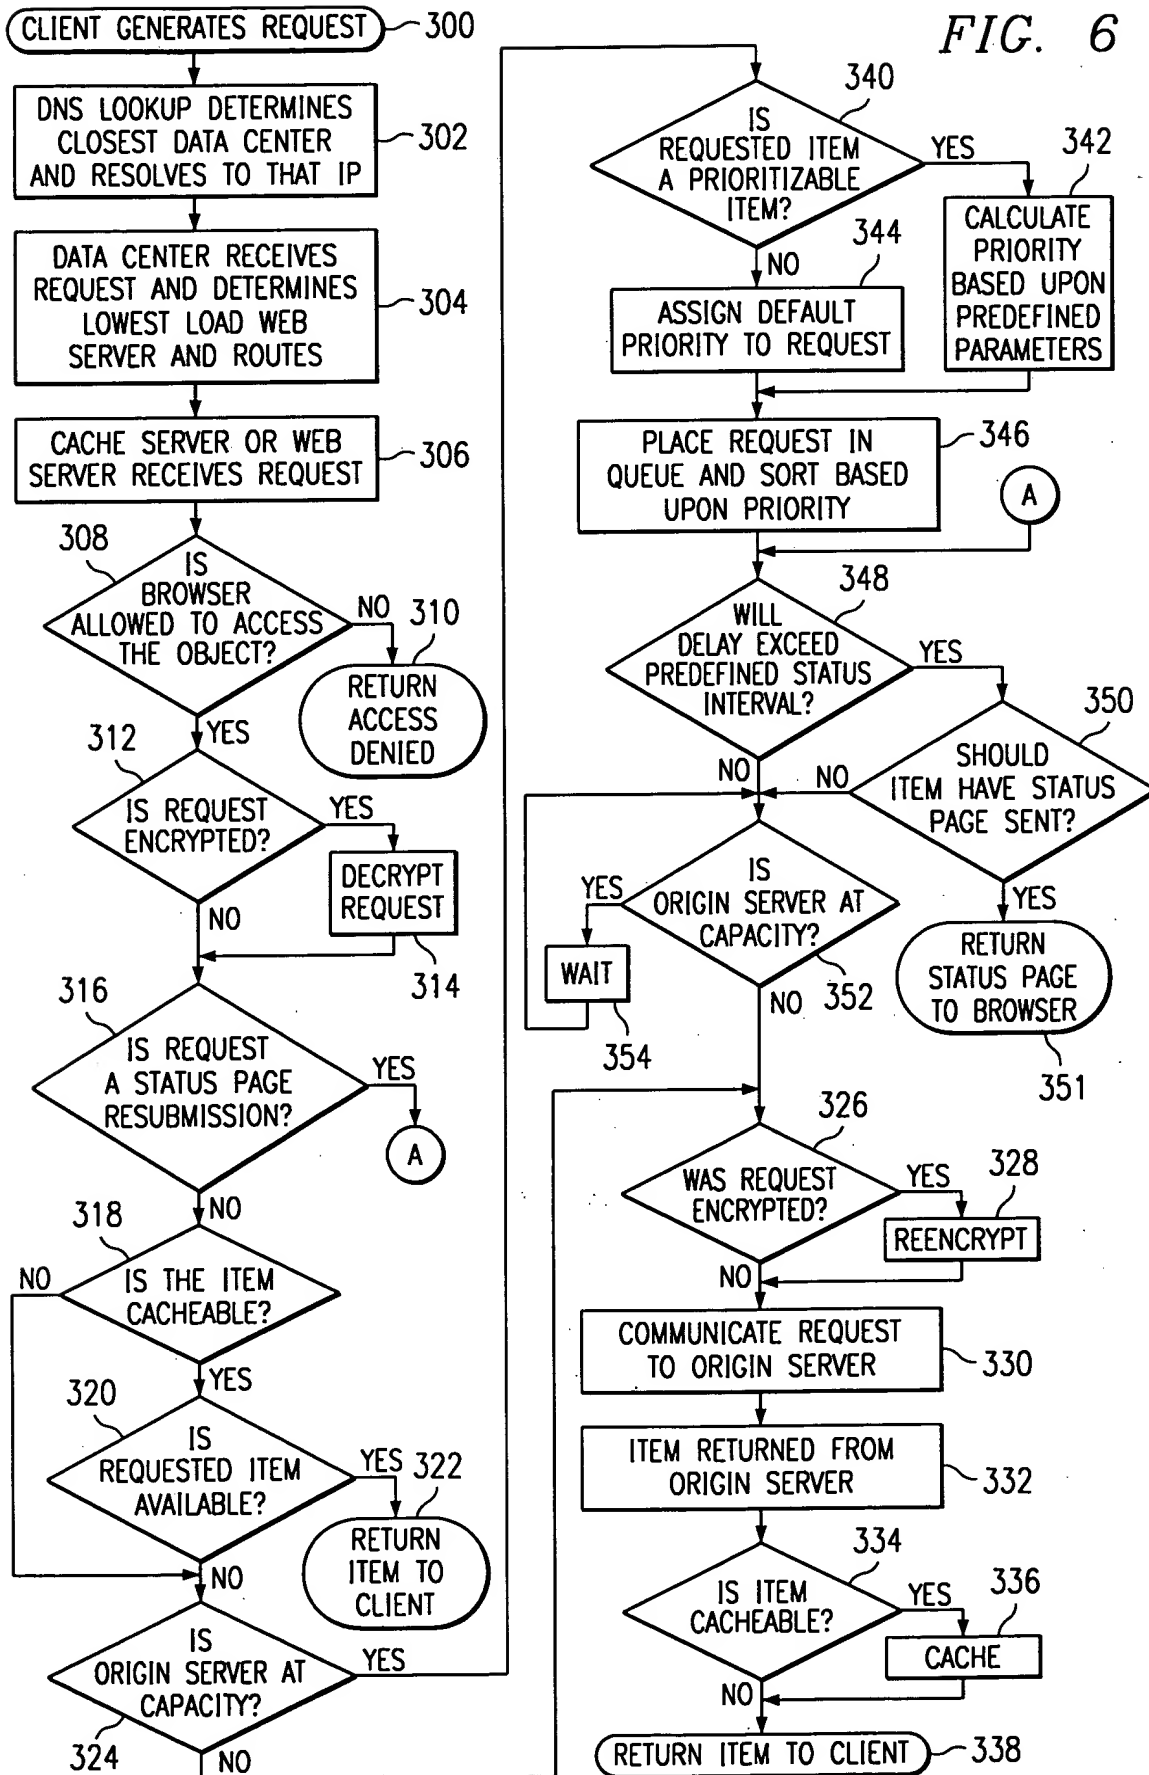 FIG. 6
CLIENT GENERATES REQUEST
300
DNS LOOKUP DETERMINES
CLOSEST DATA CENTER
AND RESOLVES TO THAT IP
302
DATA CENTER RECEIVES
REQUEST AND DETERMINES
LOWEST LOAD WEB
SERVER AND ROUTES
304
CACHE SERVER OR WEB
SERVER RECEIVES REQUEST
306
308
IS
BROWSER
ALLOWED TO ACCESS
THE OBJECT?
NO
310
RETURN
ACCESS
DENIED
YES
312
IS REQUEST
ENCRYPTED?
YES
DECRYPT
REQUEST
314
NO
316
IS REQUEST
A STATUS PAGE
RESUBMISSION?
YES
A
NO
318
IS THE ITEM
CACHEABLE?
NO
YES
320
IS
REQUESTED ITEM
AVAILABLE?
YES
322
RETURN
ITEM TO
CLIENT
NO
IS
ORIGIN SERVER AT
CAPACITY?
YES
324
NO
340
IS
REQUESTED ITEM
A PRIORITIZABLE
ITEM?
YES
342
CALCULATE
PRIORITY
BASED UPON
PREDEFINED
PARAMETERS
NO
344
ASSIGN DEFAULT
PRIORITY TO REQUEST
PLACE REQUEST IN
QUEUE AND SORT BASED
UPON PRIORITY
346
A
348
WILL
DELAY EXCEED
PREDEFINED STATUS
INTERVAL?
YES
350
SHOULD
ITEM HAVE STATUS
PAGE SENT?
NO
NO
YES
RETURN
STATUS PAGE
TO BROWSER
351
IS
ORIGIN SERVER AT
CAPACITY?
352
YES
WAIT
354
NO
326
WAS REQUEST
ENCRYPTED?
YES
328
REENCRYPT
NO
COMMUNICATE REQUEST
TO ORIGIN SERVER
330
ITEM RETURNED FROM
ORIGIN SERVER
332
334
IS ITEM
CACHEABLE?
YES
336
CACHE
NO
RETURN ITEM TO CLIENT
338